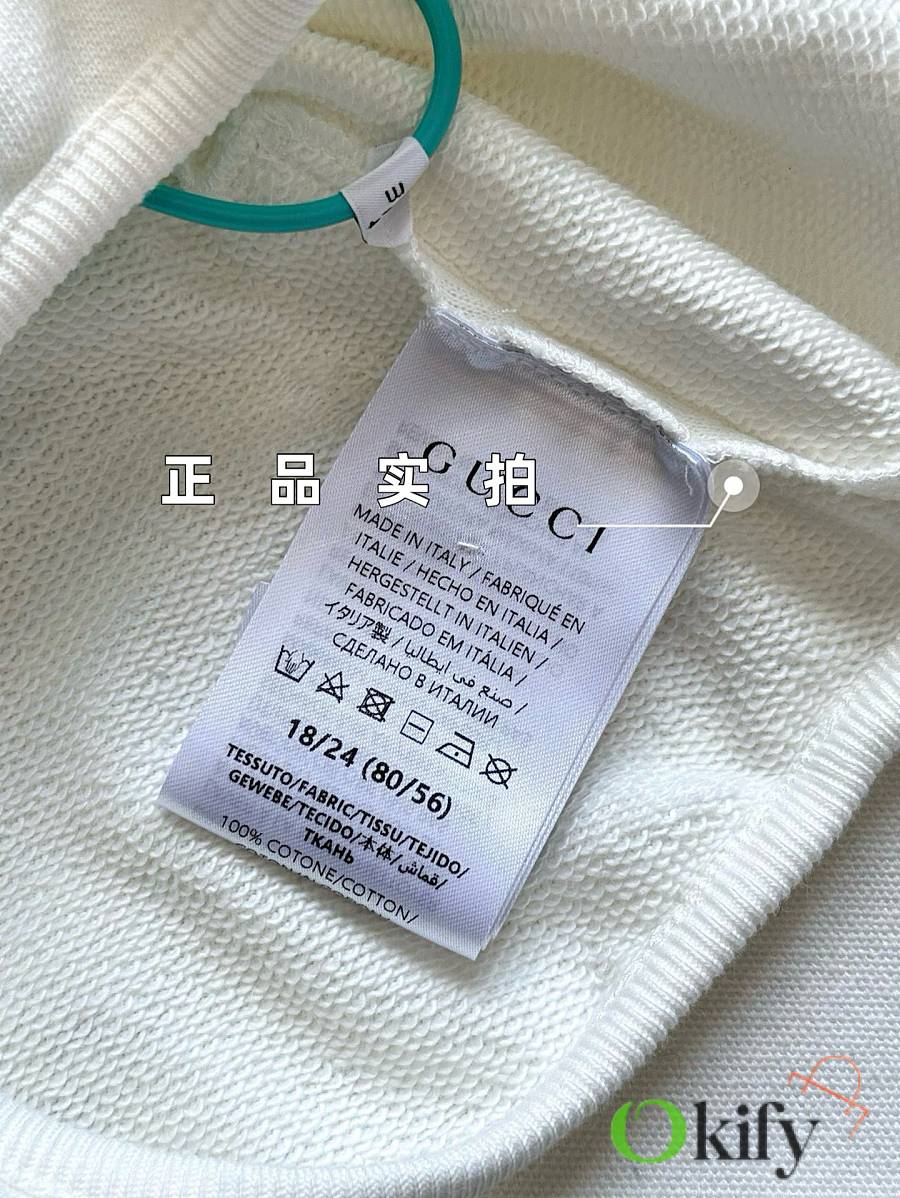 正 品 实 拍
GUCCI
MADE IN ITALY / FABRIQUÉ EN
ITALIE / HECHO EN ITALIA /
HERGESTELLT IN ITALIEN /
FABRICADO EM ITÁLIA /
イタリア製 / صنع في ايطاليا /
СДЕЛАНО В ИТАЛИИ
18/24 (80/56)
TESSUTO/FABRIC/TISSU/TEJIDO/
GEWEBE/TECIDO/本体/قماش/
ТКАНЬ
100% COTONE/COTTON/
Okify